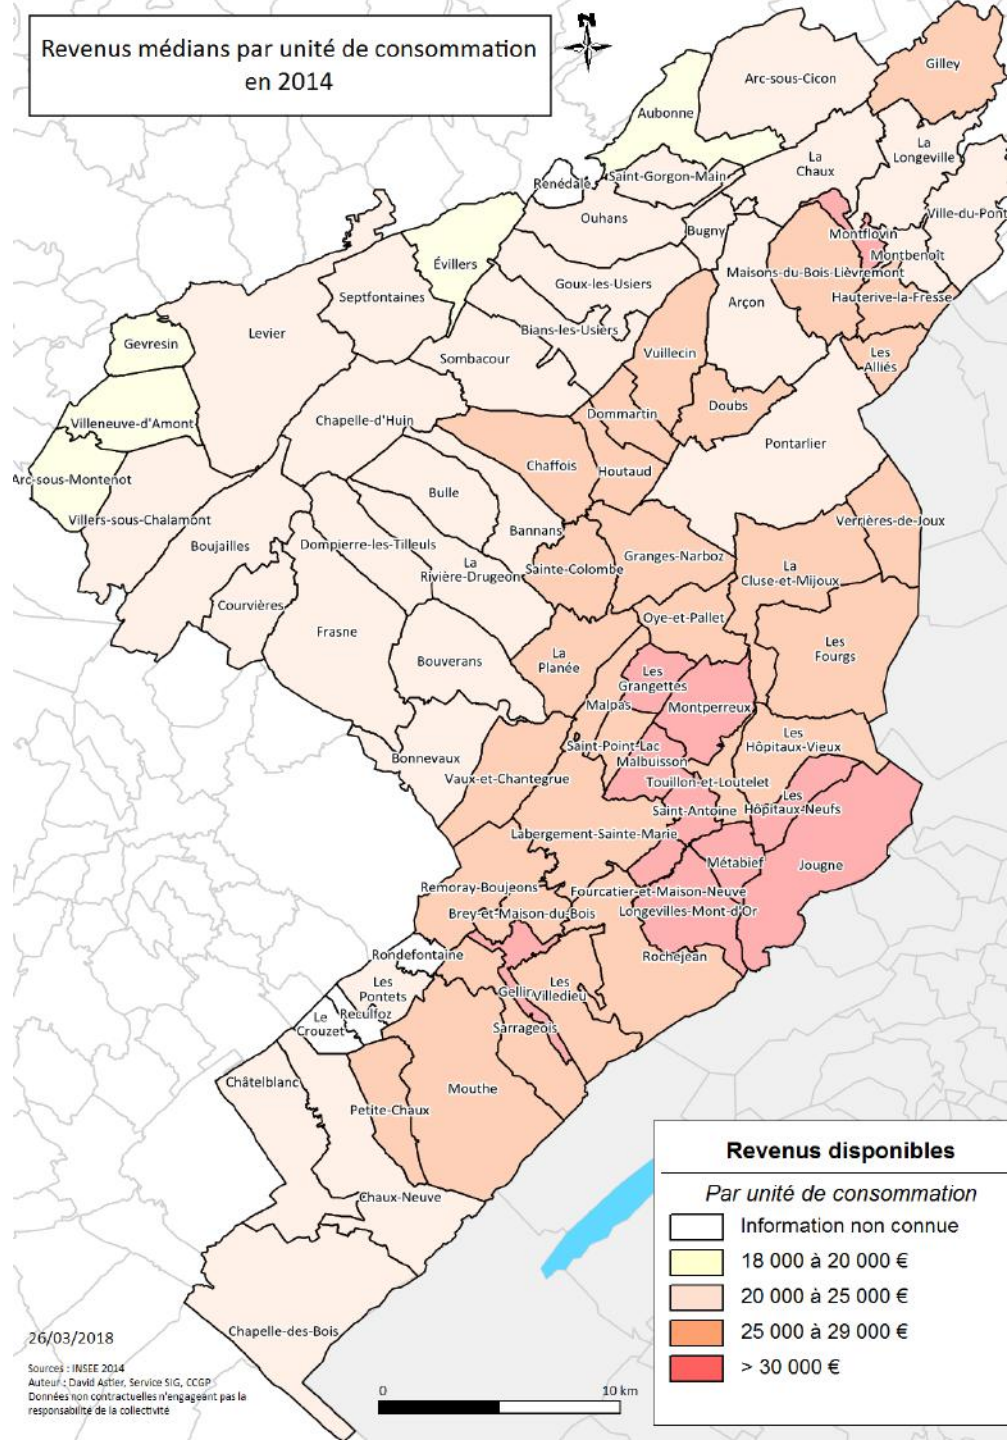 Revenus médians par unité de consommation
en 2014
N
Gilley
Arc-sous-Cicon
Aubonne
La
Longeville
La
Chaux
Renédale
Saint-Gorgon-Main
Ouhans
Bugny
Ville-du-Pont
Montflovin
Montbenoît
Évillers
Maisons-du-Bois-Lièvremont
Goux-les-Usiers
Septfontaines
Arçon
Hauterive-la-Fresse
Levier
Bians-les-Usiers
Gevresin
Sombacour
Vuillecin
Les
Alliés
Doubs
Dommartin
Chapelle-d'Huin
Villeneuve-d'Amont
Pontarlier
Chaffois
Houtaud
Arc-sous-Montenot
Bulle
Villers-sous-Chalamont
Verrières-de-Joux
Bannans
Boujailles
Dompierre-les-Tilleuls
Granges-Narboz
La
Rivière-Drugeon
Sainte-Colombe
La
Cluse-et-Mijoux
Courvières
Oye-et-Pallet
Frasne
Les
Fourgs
La
Planée
Bouverans
Les
Grangettes
Malpas
Montperreux
Les
Hôpitaux-Vieux
Saint-Point-Lac
Bonnevaux
Malbuisson
Vaux-et-Chantegrue
Touillon-et-Loutelet
Les
Hôpitaux-Neufs
Saint-Antoine
Labergement-Sainte-Marie
Métabief
Jougne
Remoray-Boujeons
Fourcatier-et-Maison-Neuve
Brey-et-Maison-du-Bois
Longevilles-Mont-d'Or
Rondefontaine
Rochejean
Les
Pontets
Gellin
Les
Villedieu
Le
Crouzet
Reculfoz
Sarrageois
Châtelblanc
Mouthe
Petite-Chaux
Chaux-Neuve
Chapelle-des-Bois
Revenus disponibles
Par unité de consommation
Information non connue
18 000 à 20 000 €
20 000 à 25 000 €
25 000 à 29 000 €
> 30 000 €
26/03/2018
Sources : INSEE 2014
Auteur : David Astier, Service SIG, CCGP
Données non contractuelles n'engageant pas la
responsabilité de la collectivité
0 10 km